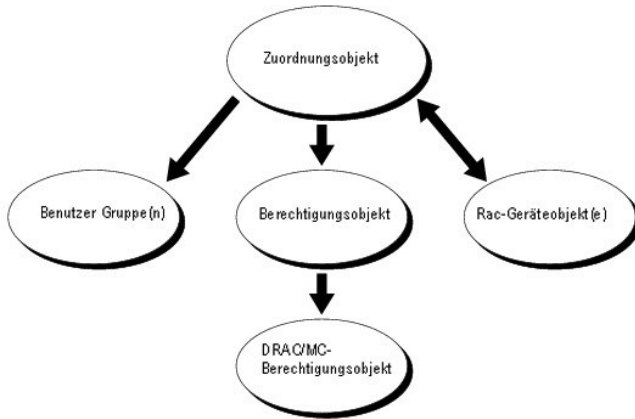 Zuordnungsobjekt
Benutzer Gruppe(n)
Berechtigungsobjekt
Rac-Geräteobjekt(e)
DRAC/MC-
Berechtigungsobjekt